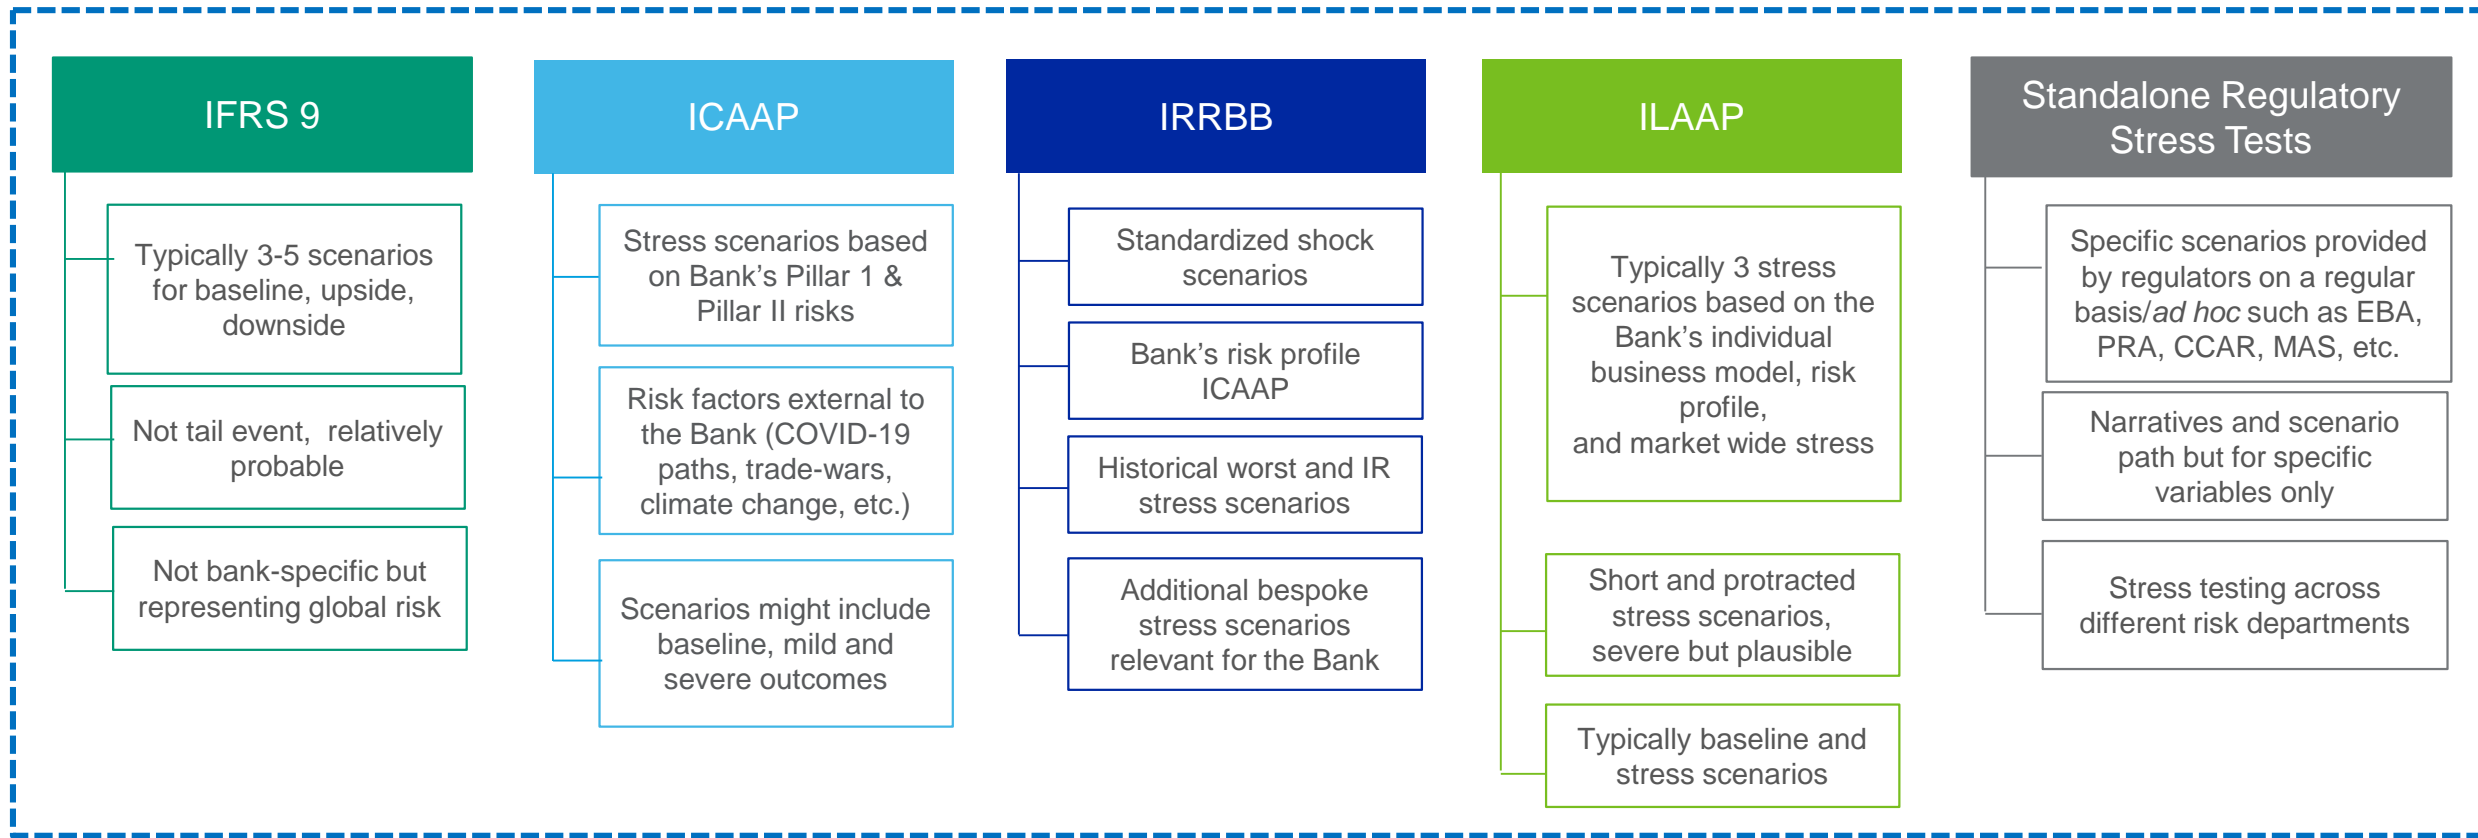 IFRS 9
Typically 3-5 scenarios
for baseline, upside,
downside
Not tail event, relatively
probable
Not bank-specific but
representing global risk
ICAAP
Stress scenarios based
on Bank’s Pillar 1 &
Pillar II risks
Risk factors external to
the Bank (COVID-19
paths, trade-wars,
climate change, etc.)
Scenarios might include
baseline, mild and
severe outcomes
IRRBB
Standardized shock
scenarios
Bank’s risk profile
ICAAP
Historical worst and IR
stress scenarios
Additional bespoke
stress scenarios
relevant for the Bank
ILAAP
Typically 3 stress
scenarios based on the
Bank’s individual
business model, risk
profile,
and market wide stress
Short and protracted
stress scenarios,
severe but plausible
Typically baseline and
stress scenarios
Standalone Regulatory
Stress Tests
Specific scenarios provided
by regulators on a regular
basis/ad hoc such as EBA,
PRA, CCAR, MAS, etc.
Narratives and scenario
path but for specific
variables only
Stress testing across
different risk departments